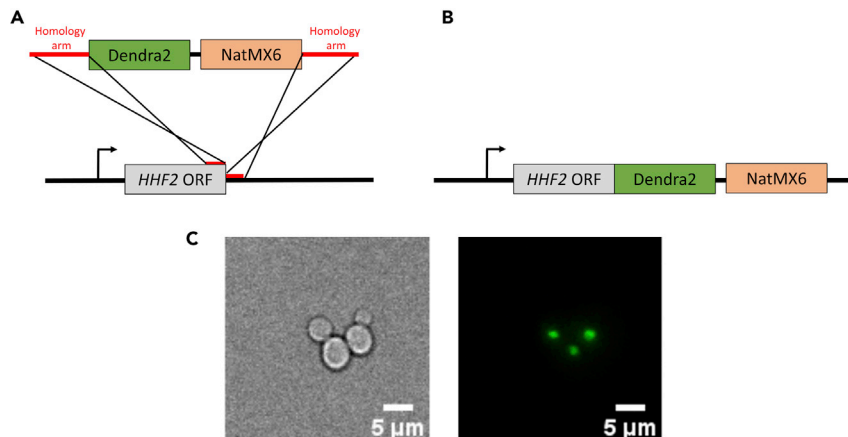 A
Homology
arm
Dendra2
NatMX6
Homology
arm
HHF2 ORF
B
HHF2 ORF
Dendra2
NatMX6
C
5 µm
5 µm